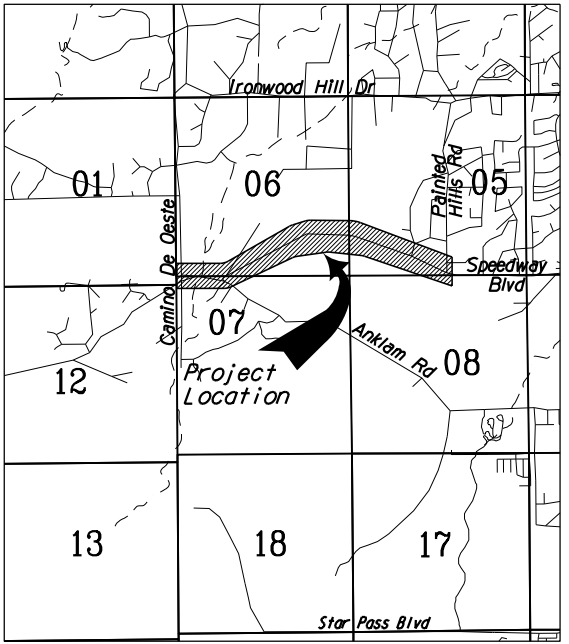 Ironwood Hill Dr
01
06
Painted
Hills Rd
05
Camino De Oeste
Speedway
Blvd
07
Anklam Rd
08
12
Project
Location
13
18
17
Star Pass Blvd